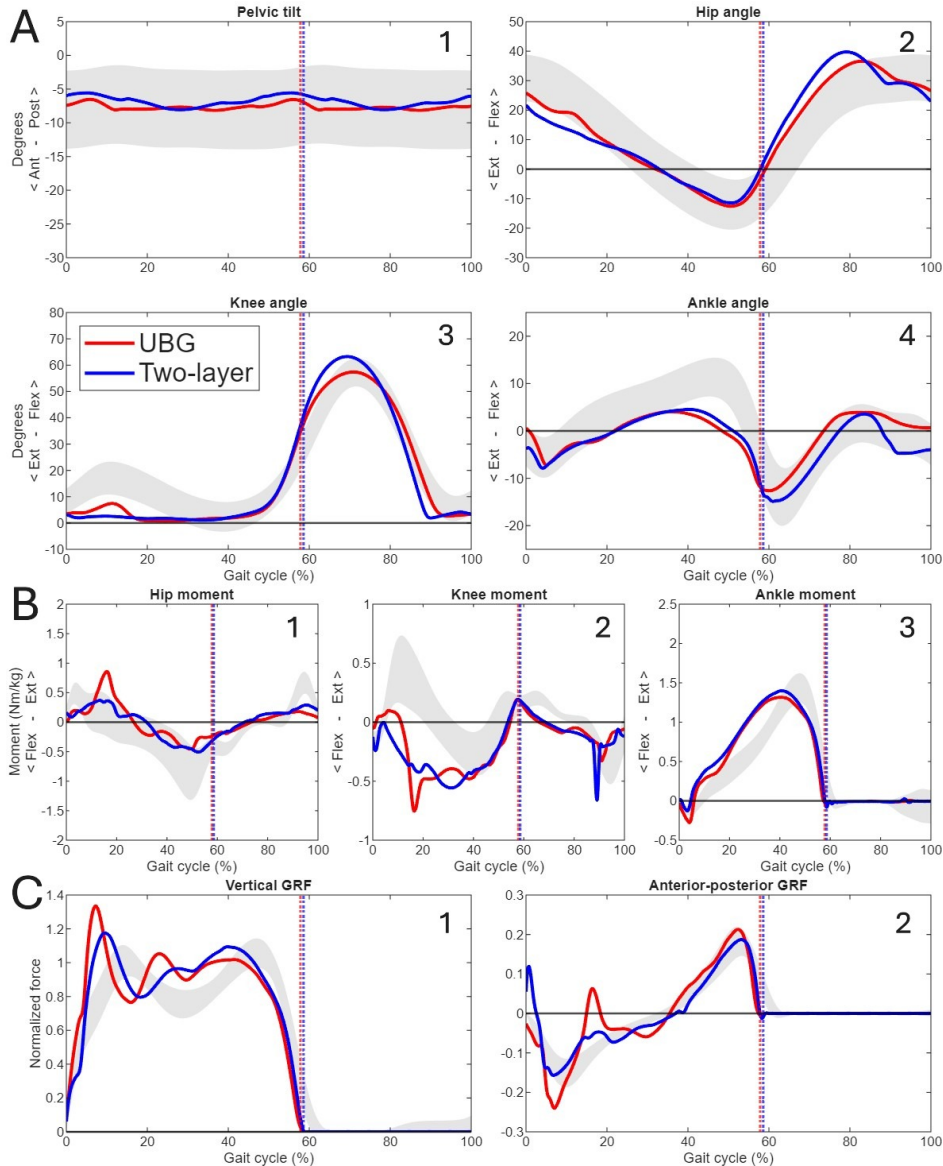 A
Pelvic tilt
1
Degrees
< Ant - Post >
5
0
-5
-10
-15
-20
-25
-30
0 20 40 60 80 100
Hip angle
2
< Ext - Flex >
50
40
30
20
10
0
-10
-20
-30
0 20 40 60 80 100
Knee angle
3
UBG
Two-layer
Degrees
< Ext - Flex >
80
70
60
50
40
30
20
10
0
-10
0 20 40 60 80 100
Gait cycle (%)
Ankle angle
4
< Ext - Flex >
20
10
0
-10
-20
0 20 40 60 80 100
Gait cycle (%)
B
Hip moment
1
Moment (Nm/kg)
< Flex - Ext >
2
1.5
1
0.5
0
-0.5
-1
-1.5
-2
0 20 40 60 80 100
Gait cycle (%)
Knee moment
2
< Flex - Ext >
1
0.5
0
-0.5
-1
0 20 40 60 80 100
Gait cycle (%)
Ankle moment
3
< Flex - Ext >
2.5
2
1.5
1
0.5
0
-0.5
0 20 40 60 80 100
Gait cycle (%)
C
Vertical GRF
1
Normalized force
1.4
1.2
1
0.8
0.6
0.4
0.2
0
0 20 40 60 80 100
Gait cycle (%)
Anterior-posterior GRF
2
0.3
0.2
0.1
0
-0.1
-0.2
-0.3
0 20 40 60 80 100
Gait cycle (%)